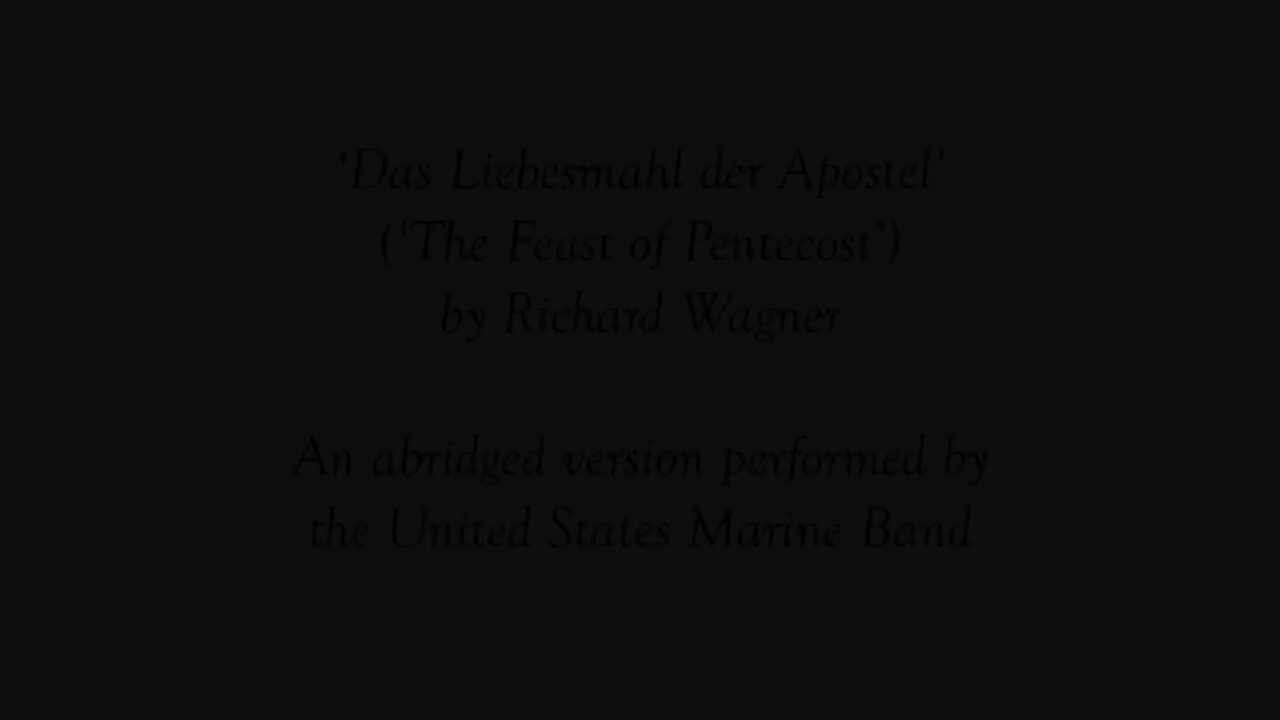 ‘Das Liebesmahl der Apostel’
(‘The Feast of Pentecost’)
by Richard Wagner
An abridged version performed by
the United States Marine Band